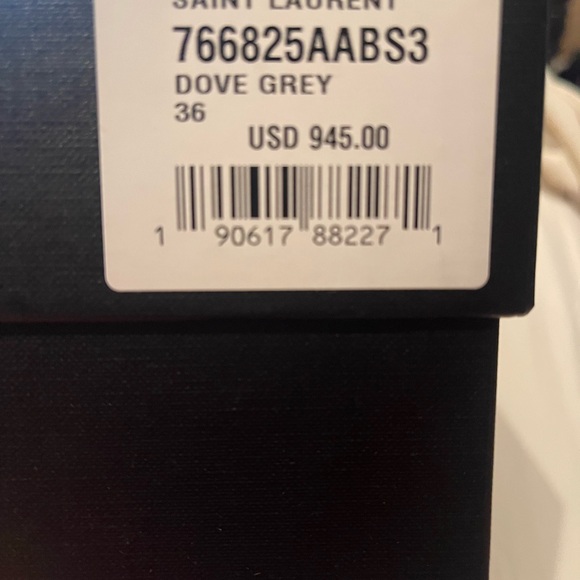 SAINT LAURENT
766825AABS3
DOVE GREY
36
USD 945.00
1 90617 88227 1